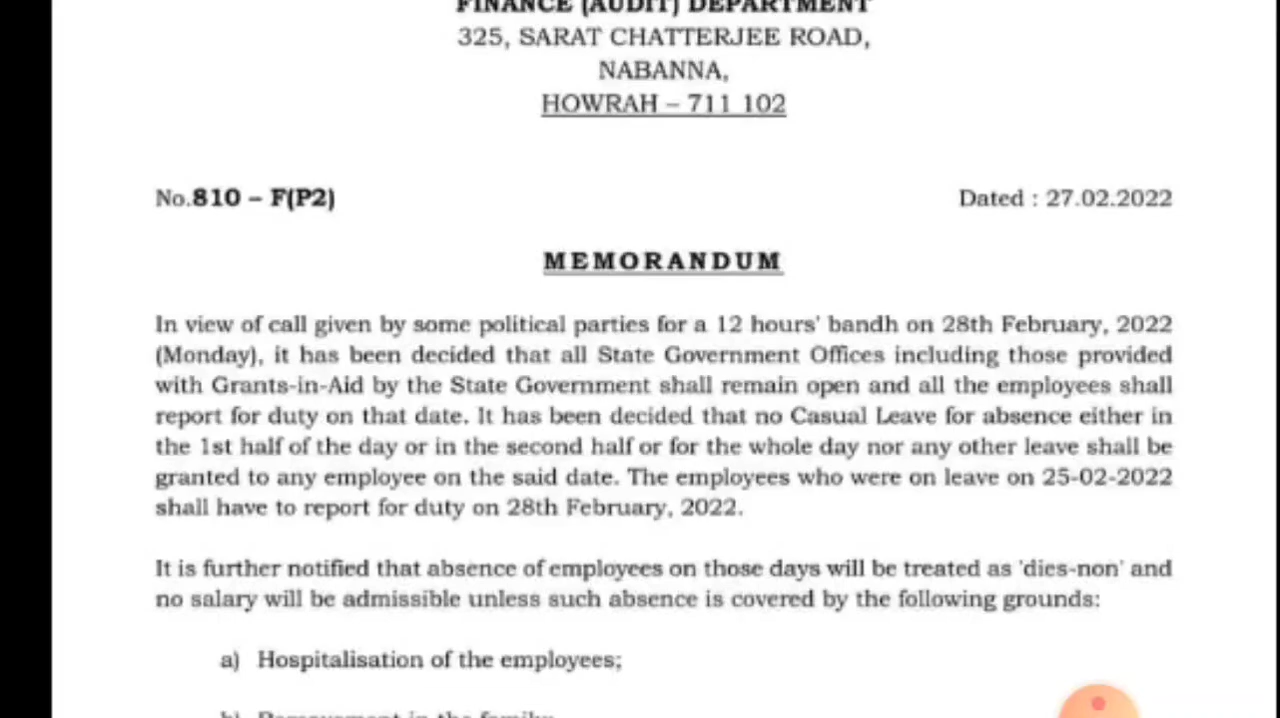 FINANCE (AUDIT) DEPARTMENT
325, SARAT CHATTERJEE ROAD,
NABANNA,
HOWRAH – 711 102
No.810 – F(P2)
Dated : 27.02.2022
MEMORANDUM
In view of call given by some political parties for a 12 hours' bandh on 28th February, 2022
(Monday), it has been decided that all State Government Offices including those provided
with Grants-in-Aid by the State Government shall remain open and all the employees shall
report for duty on that date. It has been decided that no Casual Leave for absence either in
the 1st half of the day or in the second half or for the whole day nor any other leave shall be
granted to any employee on the said date. The employees who were on leave on 25-02-2022
shall have to report for duty on 28th February, 2022.
It is further notified that absence of employees on those days will be treated as 'dies-non' and
no salary will be admissible unless such absence is covered by the following grounds:
a) Hospitalisation of the employees;
b) Bereavement in the family;